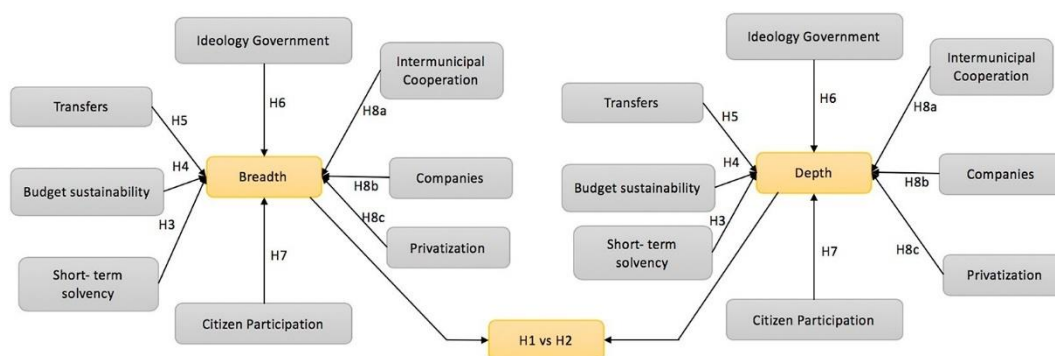 Ideology Government
Intermunicipal
Cooperation
Transfers
H6
H8a
H5
H4
Budget sustainability
Breadth
H8b
Companies
H3
H8c
H7
Privatization
Short- term
solvency
Citizen Participation
Ideology Government
Intermunicipal
Cooperation
Transfers
H6
H8a
H5
H4
Budget sustainability
Depth
H8b
Companies
H3
H8c
H7
Privatization
Short- term
solvency
Citizen Participation
H1 vs H2